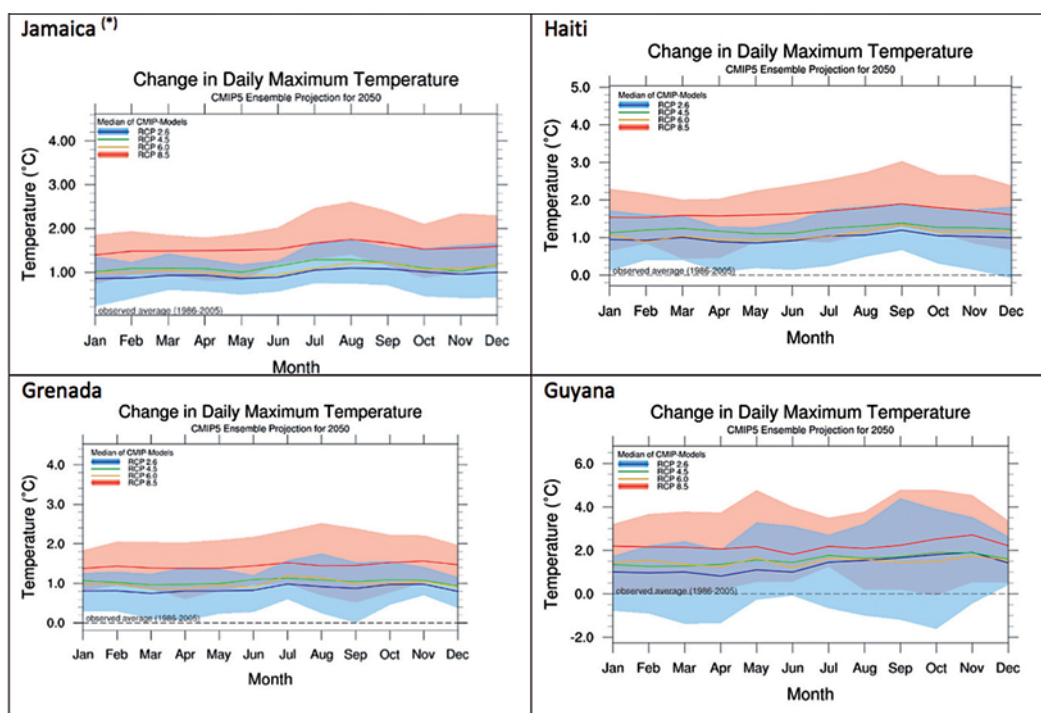 Jamaica (*)
Change in Daily Maximum Temperature
CMIP5 Ensemble Projection for 2050
Median of CMIP-Models
RCP 2.6
RCP 4.5
RCP 6.0
RCP 8.5
Temperature (°C)
4.00
3.00
2.00
1.00
observed average (1986-2005)
Jan Feb Mar Apr May Jun Jul Aug Sep Oct Nov Dec
Month
Haiti
Change in Daily Maximum Temperature
CMIP5 Ensemble Projection for 2050
Median of CMIP-Models
RCP 2.6
RCP 4.5
RCP 6.0
RCP 8.5
Temperature (°C)
5.0
4.0
3.0
2.0
1.0
0.0
observed average (1986-2005)
Jan Feb Mar Apr May Jun Jul Aug Sep Oct Nov Dec
Month
Grenada
Change in Daily Maximum Temperature
CMIP5 Ensemble Projection for 2050
Median of CMIP-Models
RCP 2.6
RCP 4.5
RCP 6.0
RCP 8.5
Temperature (°C)
4.0
3.0
2.0
1.0
0.0
observed average (1986-2005)
Jan Feb Mar Apr May Jun Jul Aug Sep Oct Nov Dec
Month
Guyana
Change in Daily Maximum Temperature
CMIP5 Ensemble Projection for 2050
Median of CMIP-Models
RCP 2.6
RCP 4.5
RCP 6.0
RCP 8.5
Temperature (°C)
6.0
4.0
2.0
0.0
-2.0
observed average (1986-2005)
Jan Feb Mar Apr May Jun Jul Aug Sep Oct Nov Dec
Month